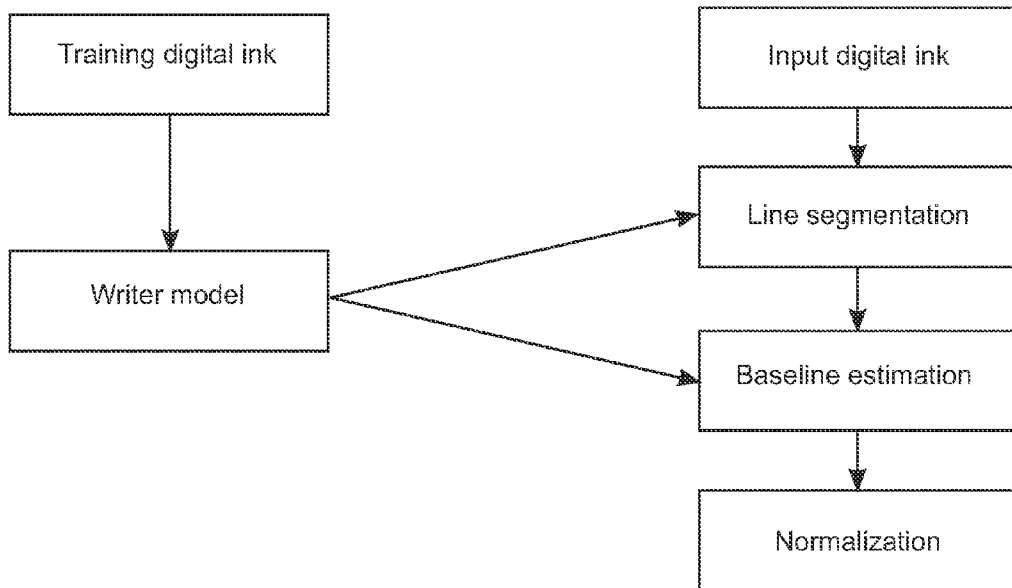 Training digital ink
Input digital ink
Line segmentation
Writer model
Baseline estimation
Normalization